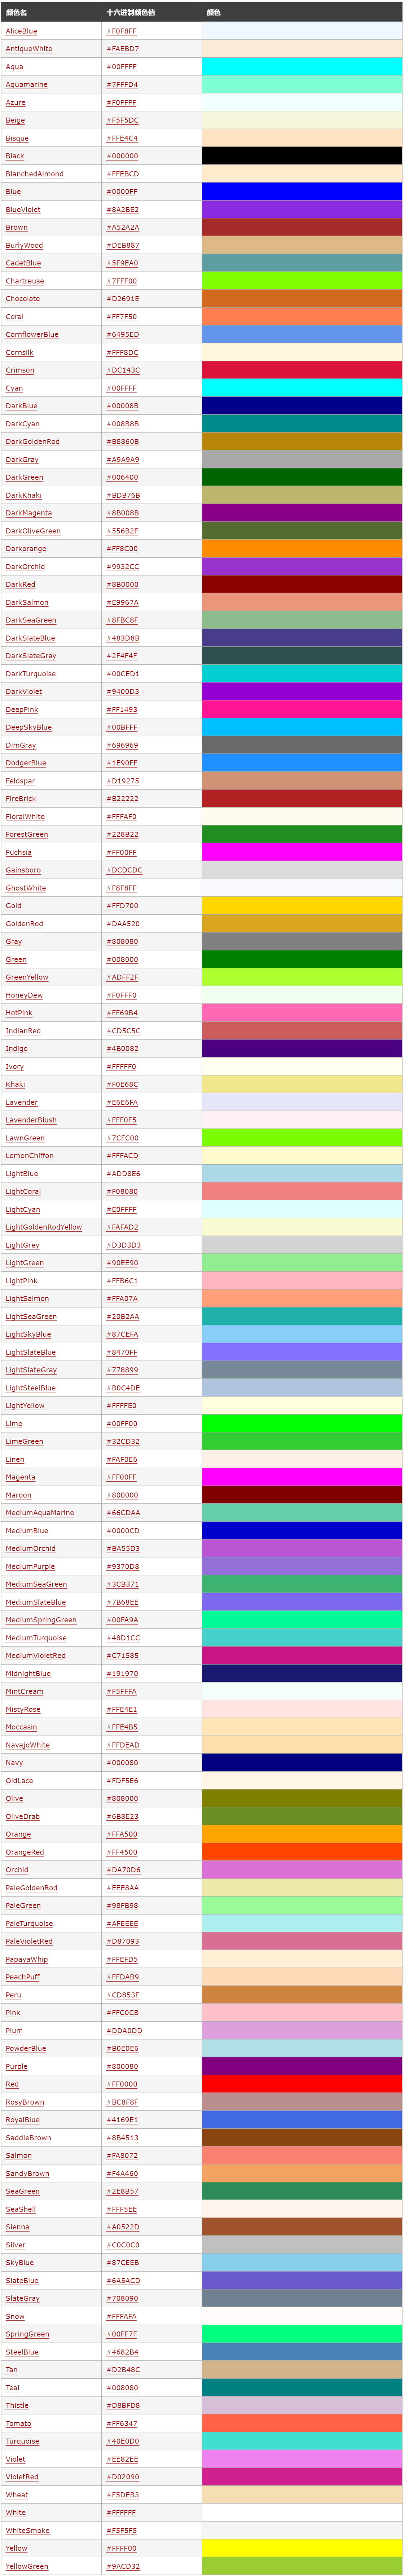 颜色名 十六进制颜色值 颜色
AliceBlue #F0F8FF
AntiqueWhite #FAEBD7
Aqua #00FFFF
Aquamarine #7FFFD4
Azure #F0FFFF
Beige #F5F5DC
Bisque #FFE4C4
Black #000000
BlanchedAlmond #FFEBCD
Blue #0000FF
BlueViolet #8A2BE2
Brown #A52A2A
BurlyWood #DEB887
CadetBlue #5F9EA0
Chartreuse #7FFF00
Chocolate #D2691E
Coral #FF7F50
CornflowerBlue #6495ED
Cornsilk #FFF8DC
Crimson #DC143C
Cyan #00FFFF
DarkBlue #00008B
DarkCyan #008B8B
DarkGoldenRod #B8860B
DarkGray #A9A9A9
DarkGreen #006400
DarkKhaki #BDB76B
DarkMagenta #8B008B
DarkOliveGreen #556B2F
Darkorange #FF8C00
DarkOrchid #9932CC
DarkRed #8B0000
DarkSalmon #E9967A
DarkSeaGreen #8FBC8F
DarkSlateBlue #483D8B
DarkSlateGray #2F4F4F
DarkTurquoise #00CED1
DarkViolet #9400D3
DeepPink #FF1493
DeepSkyBlue #00BFFF
DimGray #696969
DodgerBlue #1E90FF
Feldspar #D19275
FireBrick #B22222
FloralWhite #FFFAF0
ForestGreen #228B22
Fuchsia #FF00FF
Gainsboro #DCDCDC
GhostWhite #F8F8FF
Gold #FFD700
GoldenRod #DAA520
Gray #808080
Green #008000
GreenYellow #ADFF2F
HoneyDew #F0FFF0
HotPink #FF69B4
IndianRed #CD5C5C
Indigo #4B0082
Ivory #FFFFF0
Khaki #F0E68C
Lavender #E6E6FA
LavenderBlush #FFF0F5
LawnGreen #7CFC00
LemonChiffon #FFFACD
LightBlue #ADD8E6
LightCoral #F08080
LightCyan #E0FFFF
LightGoldenRodYellow #FAFAD2
LightGrey #D3D3D3
LightGreen #90EE90
LightPink #FFB6C1
LightSalmon #FFA07A
LightSeaGreen #20B2AA
LightSkyBlue #87CEFA
LightSlateBlue #8470FF
LightSlateGray #778899
LightSteelBlue #B0C4DE
LightYellow #FFFFE0
Lime #00FF00
LimeGreen #32CD32
Linen #FAF0E6
Magenta #FF00FF
Maroon #800000
MediumAquaMarine #66CDAA
MediumBlue #0000CD
MediumOrchid #BA55D3
MediumPurple #9370D8
MediumSeaGreen #3CB371
MediumSlateBlue #7B68EE
MediumSpringGreen #00FA9A
MediumTurquoise #48D1CC
MediumVioletRed #C71585
MidnightBlue #191970
MintCream #F5FFFA
MistyRose #FFE4E1
Moccasin #FFE4B5
NavajoWhite #FFDEAD
Navy #000080
OldLace #FDF5E6
Olive #808000
OliveDrab #6B8E23
Orange #FFA500
OrangeRed #FF4500
Orchid #DA70D6
PaleGoldenRod #EEE8AA
PaleGreen #98FB98
PaleTurquoise #AFEEEE
PaleVioletRed #D87093
PapayaWhip #FFEFD5
PeachPuff #FFDAB9
Peru #CD853F
Pink #FFC0CB
Plum #DDA0DD
PowderBlue #B0E0E6
Purple #800080
Red #FF0000
RosyBrown #BC8F8F
RoyalBlue #4169E1
SaddleBrown #8B4513
Salmon #FA8072
SandyBrown #F4A460
SeaGreen #2E8B57
SeaShell #FFF5EE
Sienna #A0522D
Silver #C0C0C0
SkyBlue #87CEEB
SlateBlue #6A5ACD
SlateGray #708090
Snow #FFFAFA
SpringGreen #00FF7F
SteelBlue #4682B4
Tan #D2B48C
Teal #008080
Thistle #D8BFD8
Tomato #FF6347
Turquoise #40E0D0
Violet #EE82EE
VioletRed #D02090
Wheat #F5DEB3
White #FFFFFF
WhiteSmoke #F5F5F5
Yellow #FFFF00
YellowGreen #9ACD32